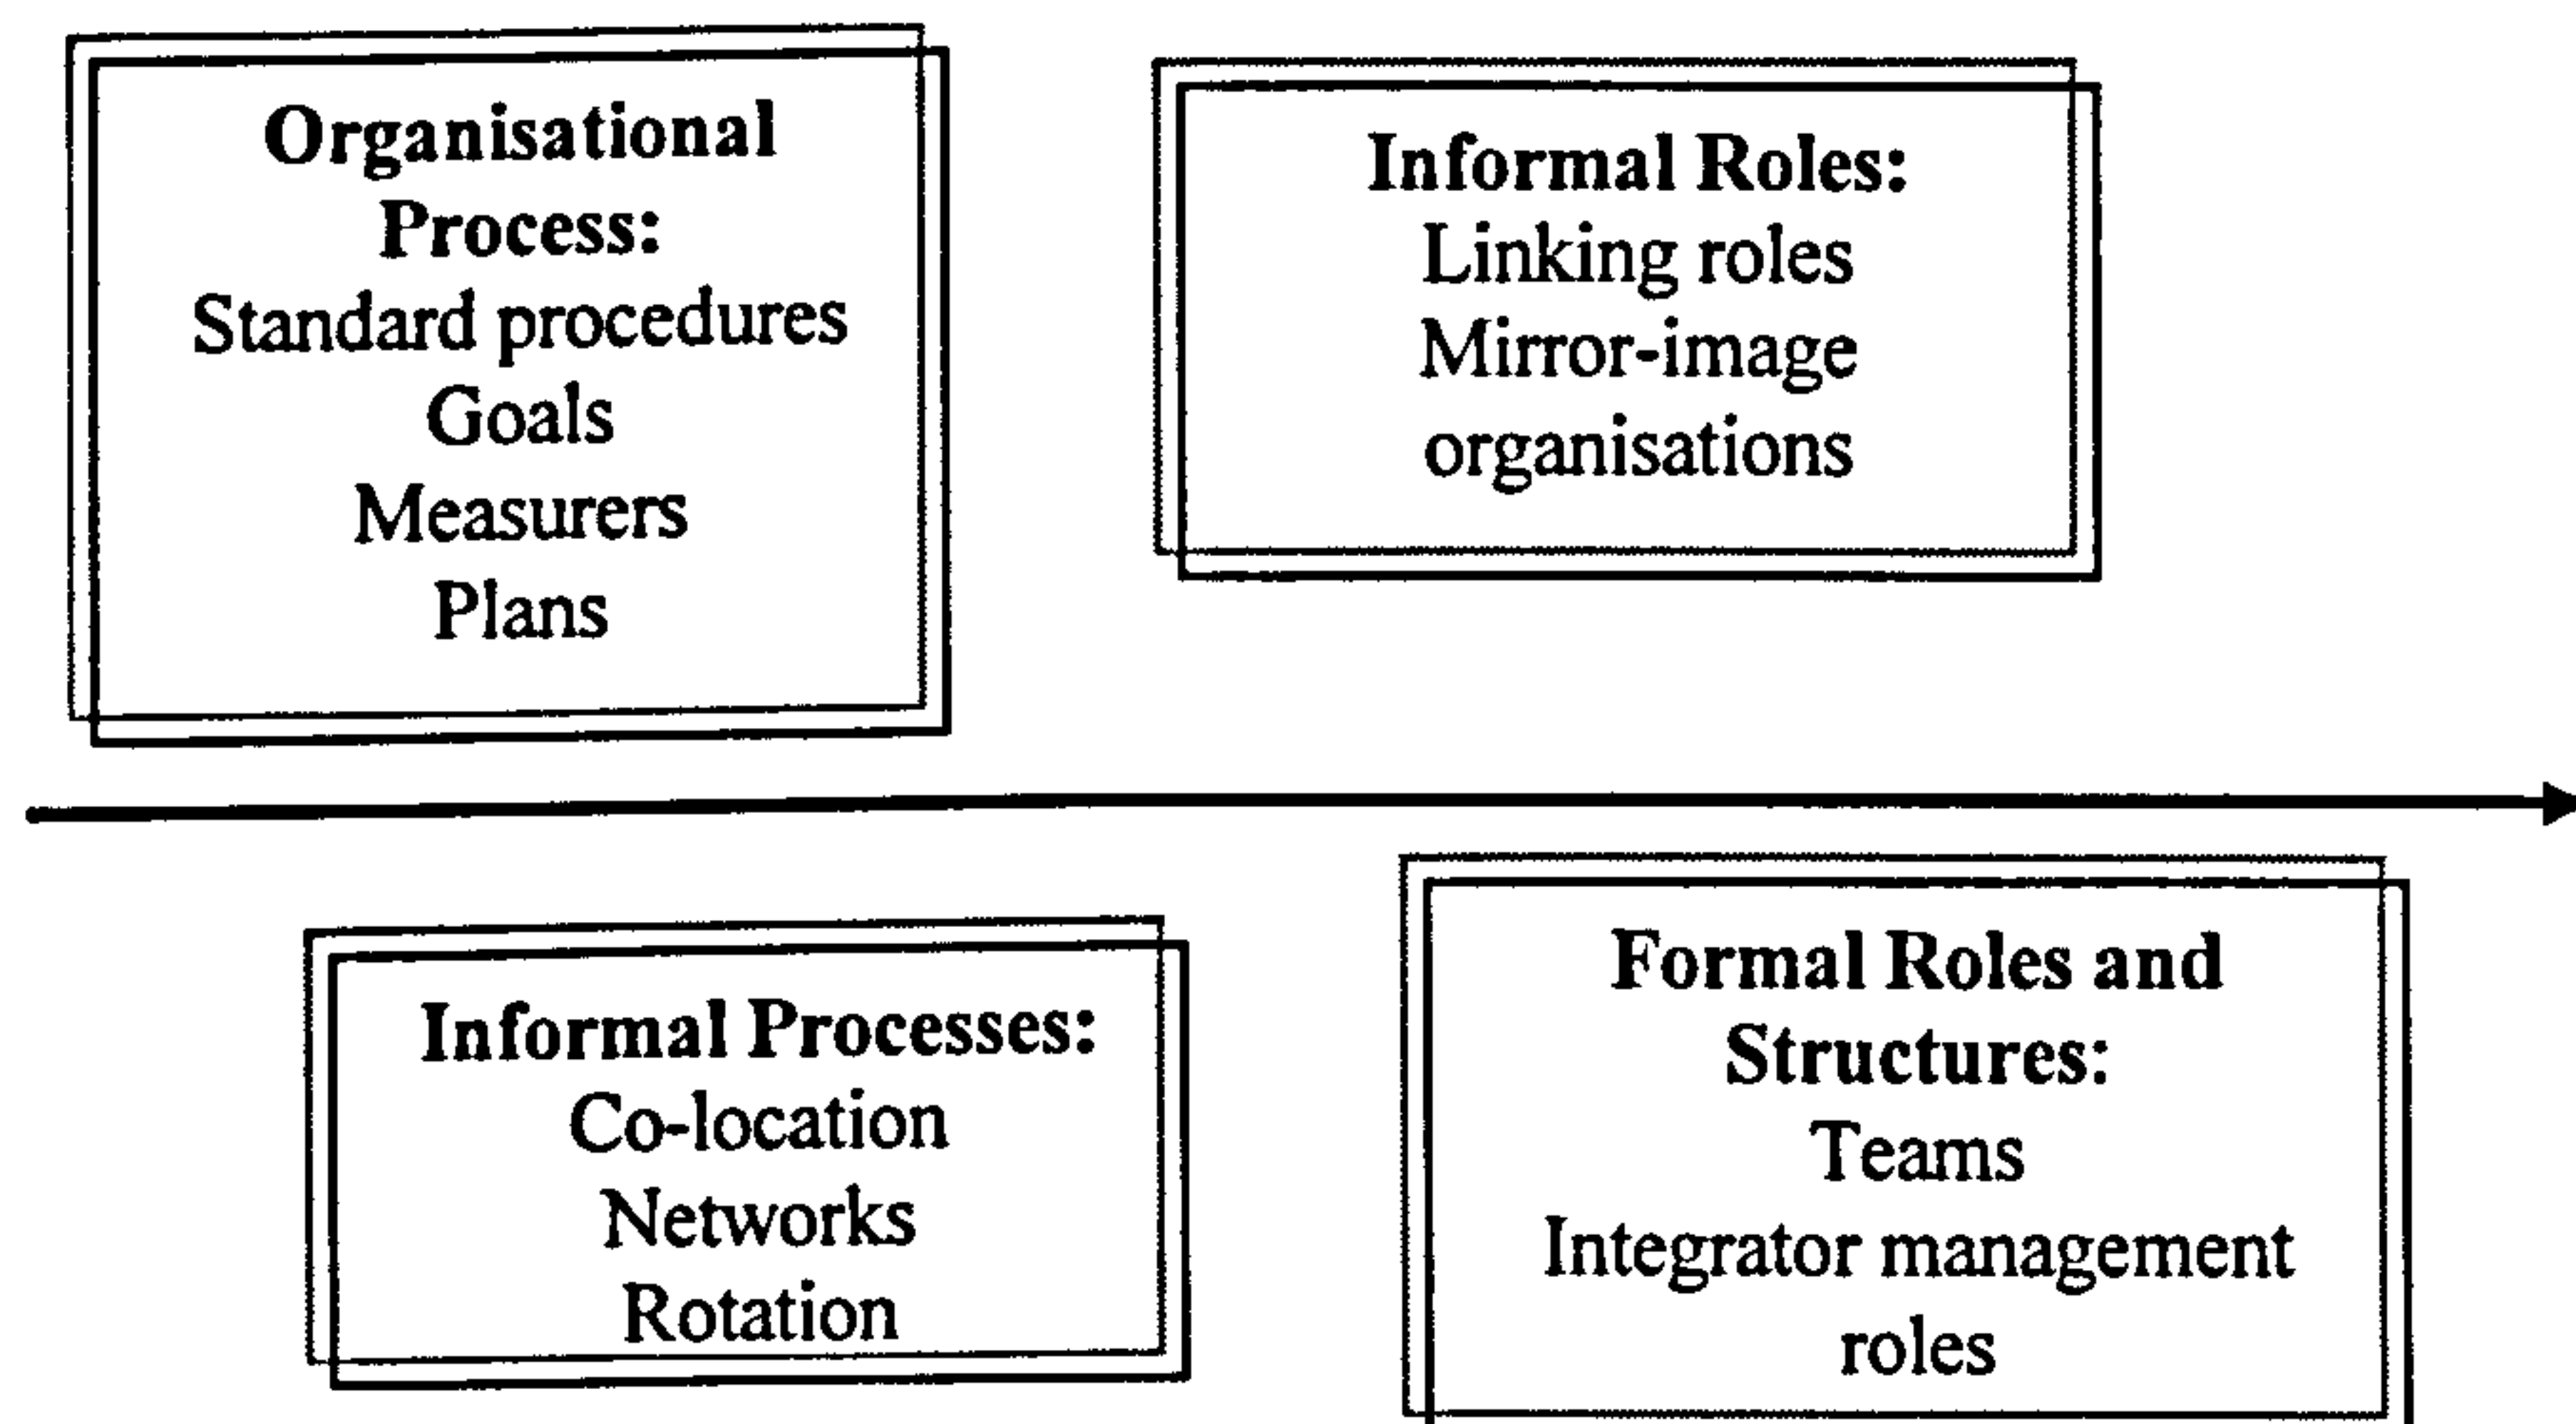 Organisational
Process:
Standard procedures
Goals
Measurers
Plans
Informal Roles:
Linking roles
Mirror-image
organisations
Informal Processes:
Co-location
Networks
Rotation
Formal Roles and
Structures:
Teams
Integrator management
roles